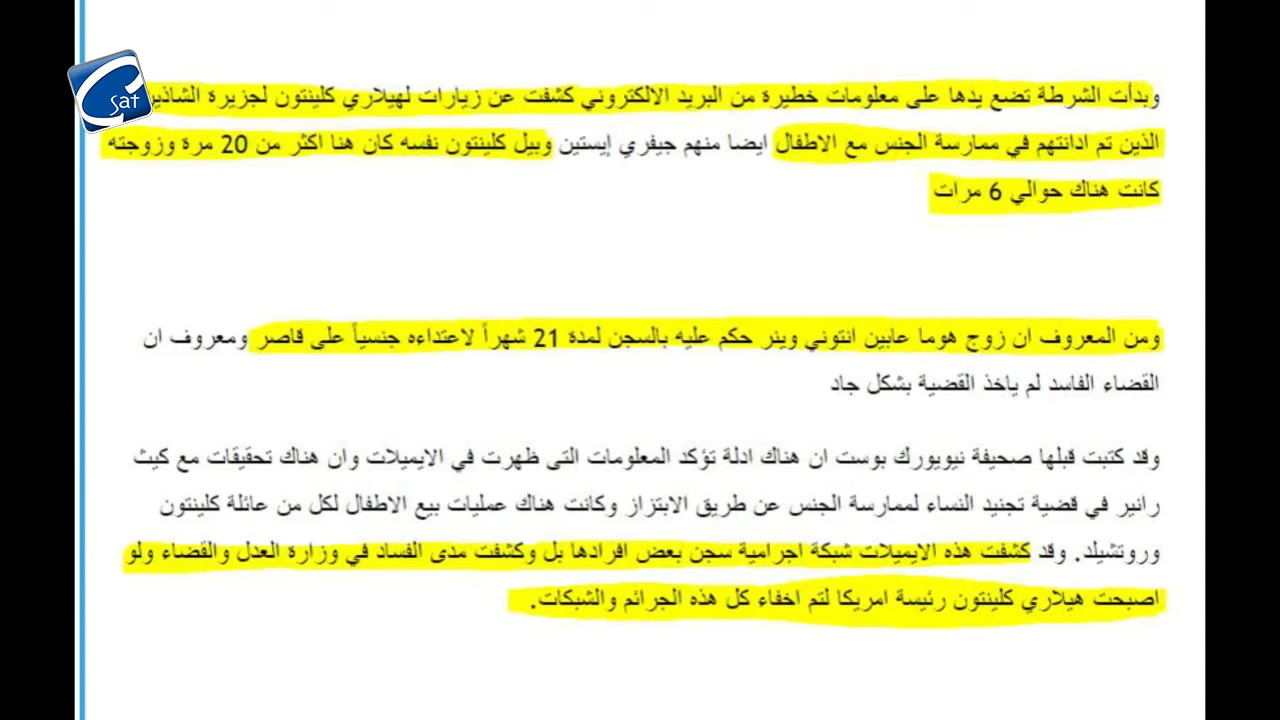 وبدأت الشرطة تضع يدها على معلومات خطيرة من البريد الالكتروني كشفت عن زيارات لهيلاري كلينتون لجزيرة الشاذين
الذين تم ادانتهم في ممارسة الجنس مع الاطفال ايضا منهم جيفري إيستين وبيل كلينتون نفسه كان هنا اكثر من 20 مرة وزوجته
كانت هناك حوالي 6 مرات
ومن المعروف ان زوج هوما عابين انتوني وينر حكم عليه بالسجن لمدة 21 شهراً لاعتداءه جنسياً على قاصر ومعروف ان
القضاء الفاسد لم ياخذ القضية بشكل جاد
وقد كتبت قبلها صحيفة نيويورك بوست ان هناك ادلة تؤكد المعلومات التى ظهرت في الايميلات وان هناك تحقيقات مع كيث
رانير في قضية تجنيد النساء لممارسة الجنس عن طريق الابتزاز وكانت هناك عمليات بيع الاطفال لكل من عائلة كلينتون
وروتشيلد. وقد كشفت هذه الايميلات شبكة اجرامية سجن بعض افرادها بل وكشفت مدى الفساد في وزارة العدل والقضاء ولو
اصبحت هيلاري كلينتون رئيسة امريكا لتم اخفاء كل هذه الجرائم والشبكات.
C sat